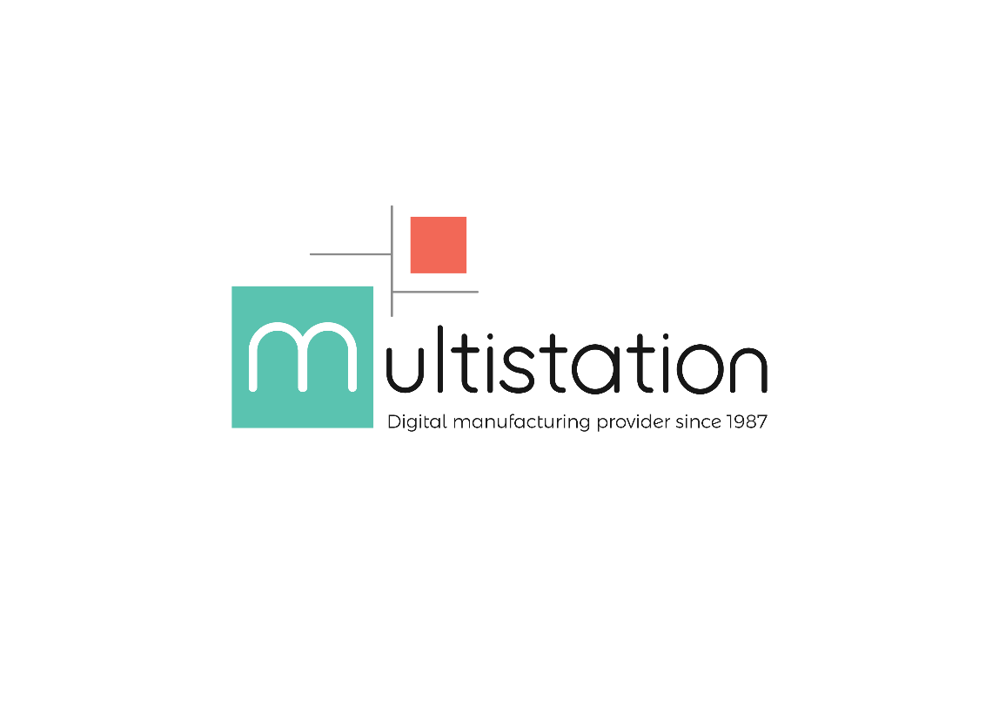 multistation
Digital manufacturing provider since 1987